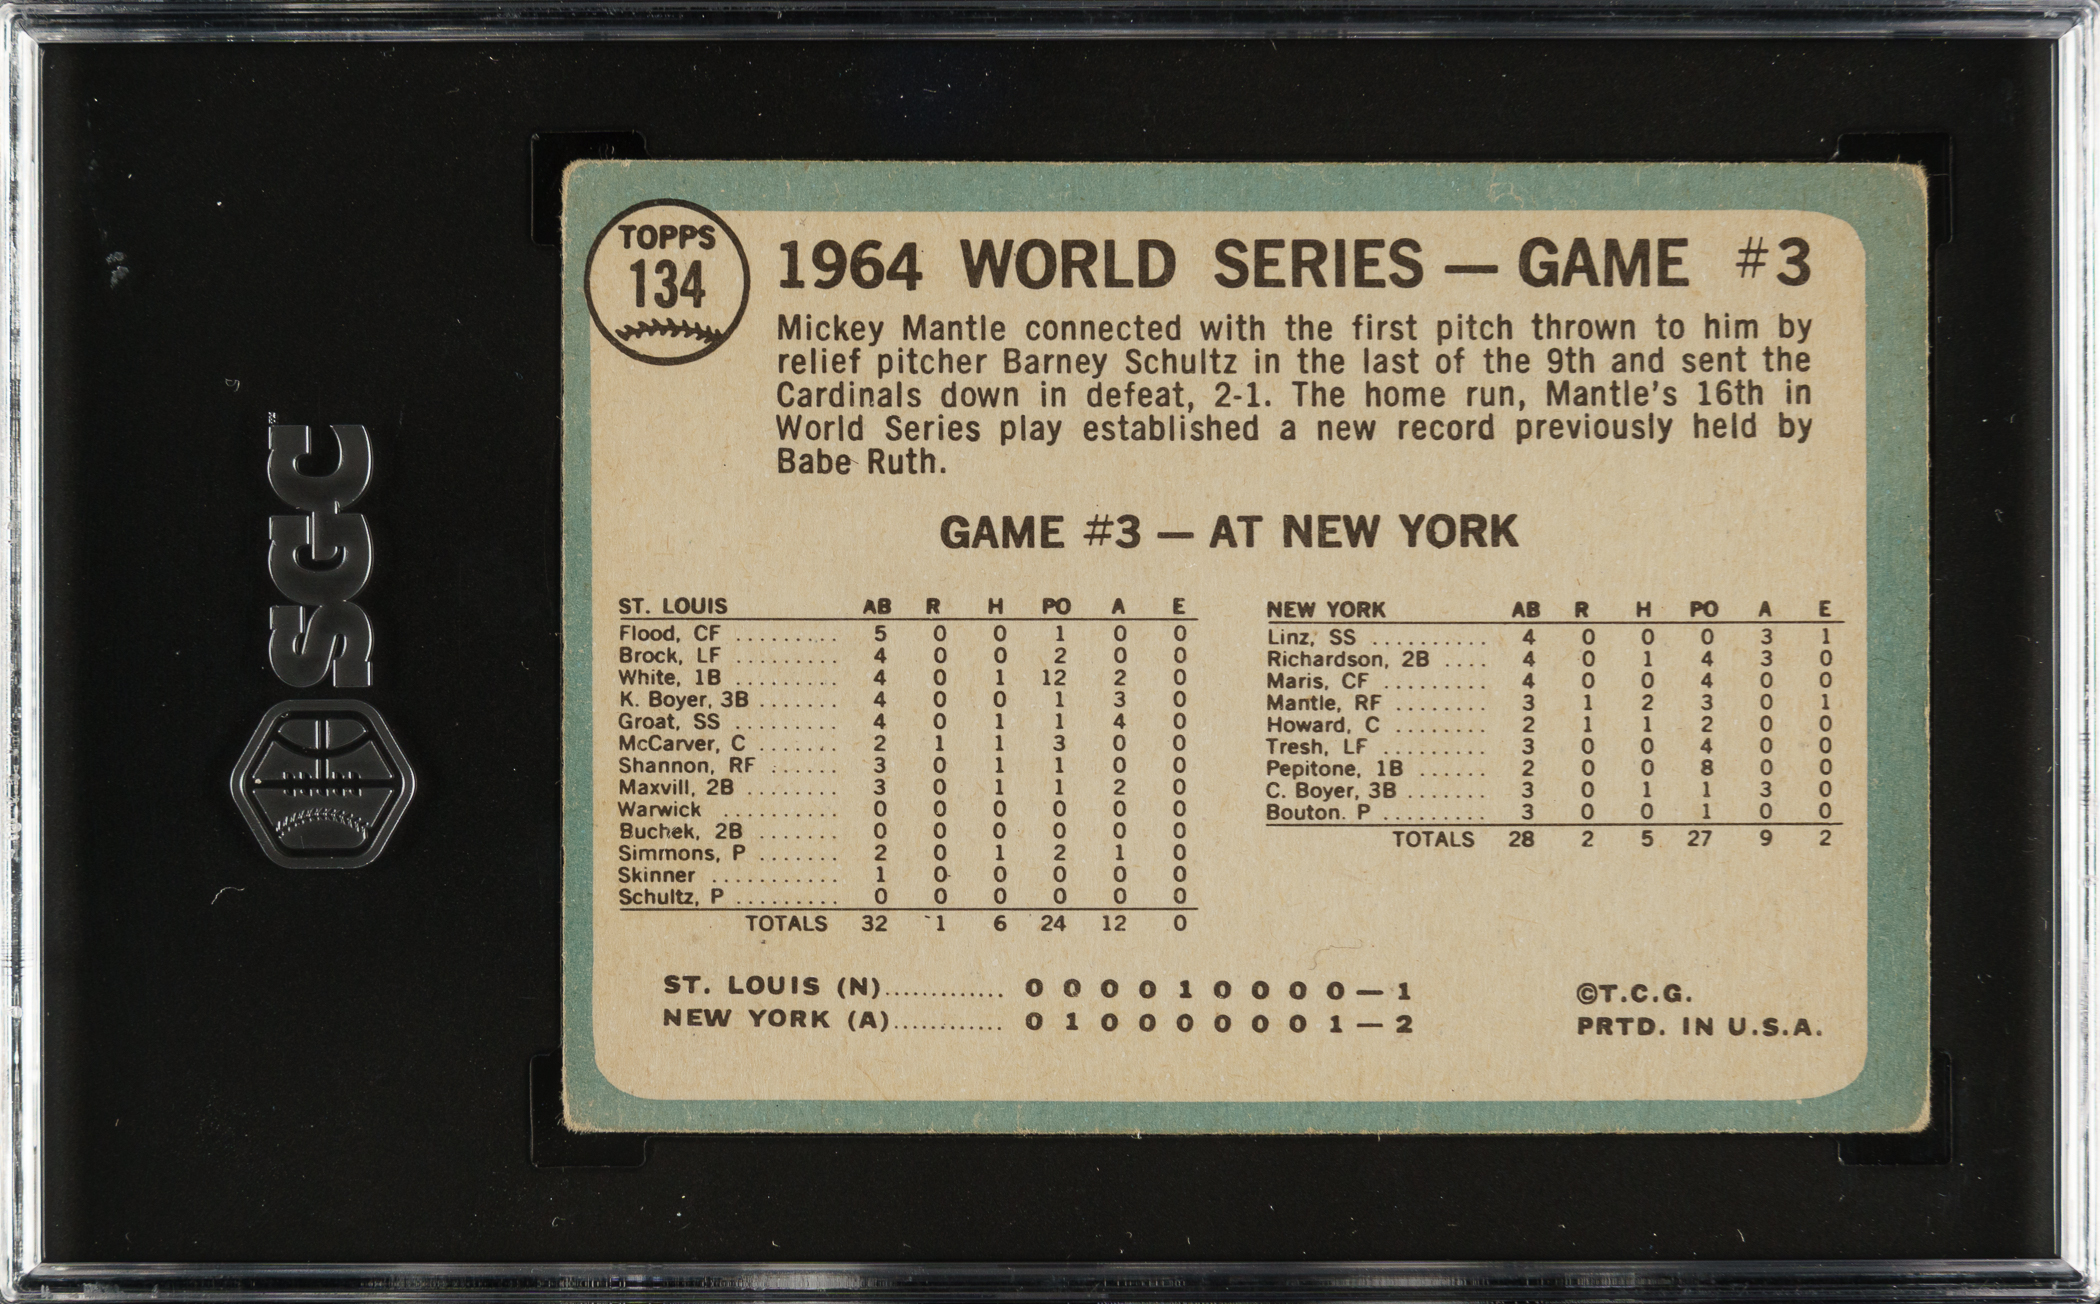 SGC
TOPPS
134
1964 WORLD SERIES — GAME #3
Mickey Mantle connected with the first pitch thrown to him by
relief pitcher Barney Schultz in the last of the 9th and sent the
Cardinals down in defeat, 2-1. The home run, Mantle's 16th in
World Series play established a new record previously held by
Babe Ruth.
GAME #3 — AT NEW YORK
ST. LOUIS AB R H PO A E
Flood, CF ......... 5 0 0 1 0 0
Brock, LF ......... 4 0 0 2 0 0
White, 1B ......... 4 0 1 12 2 0
K. Boyer, 3B ....... 4 0 0 1 3 0
Groat, SS ......... 4 0 1 1 4 0
McCarver, C ....... 2 1 1 3 0 0
Shannon, RF ...... 3 0 1 1 0 0
Maxvill, 2B ........ 3 0 1 1 2 0
Warwick .......... 0 0 0 0 0 0
Buchek, 2B ....... 0 0 0 0 0 0
Simmons, P ....... 2 0 1 2 1 0
Skinner ........... 1 0 0 0 0 0
Schultz, P ......... 0 0 0 0 0 0
TOTALS 32 1 6 24 12 0
NEW YORK AB R H PO A E
Linz, SS .......... 4 0 0 0 3 1
Richardson, 2B .... 4 0 1 4 3 0
Maris, CF ......... 4 0 0 4 0 0
Mantle, RF ........ 3 1 2 3 0 1
Howard, C ........ 2 1 1 2 0 0
Tresh, LF ......... 3 0 0 4 0 0
Pepitone, 1B ...... 2 0 0 8 0 0
C. Boyer, 3B ....... 3 0 1 1 3 0
Bouton. P ......... 3 0 0 1 0 0
TOTALS 28 2 5 27 9 2
ST. LOUIS (N)............. 0 0 0 0 1 0 0 0 0 — 1
NEW YORK (A)............ 0 1 0 0 0 0 0 0 1 — 2
©T.C.G.
PRTD. IN U.S.A.